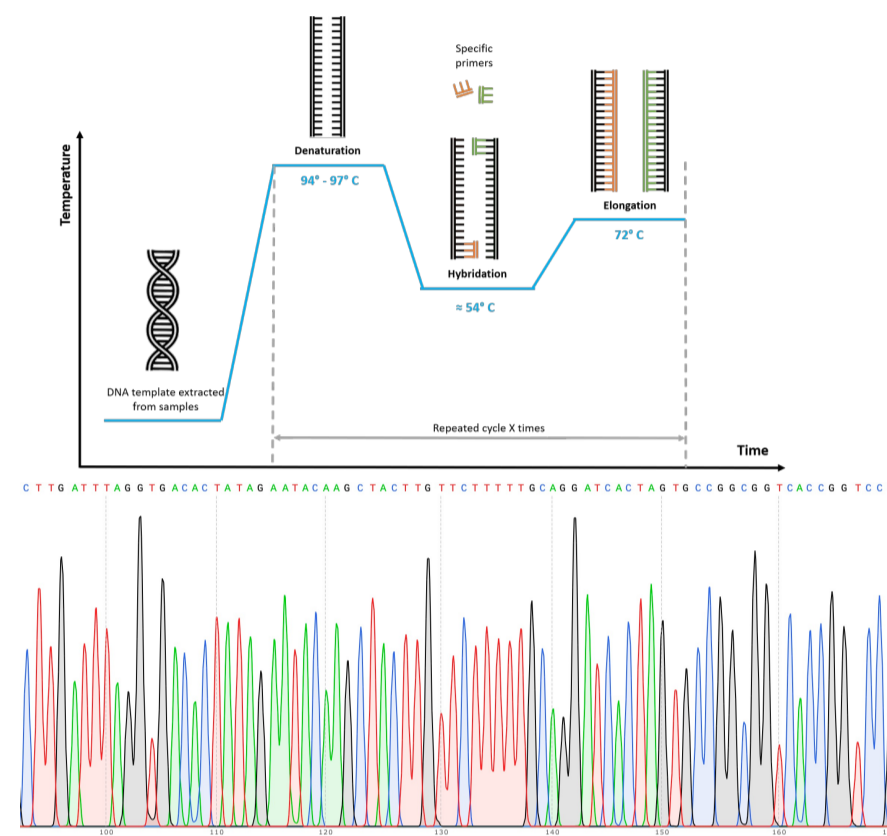 Specific
primers
Denaturation
94° - 97° C
Temperature
Elongation
72° C
Hybridation
≈ 54° C
DNA template extracted
from samples
Repeated cycle X times
Time
C T T G A T T T A G G T G A C A C T A T A G A A T A C A A G C T A C T T G T T C T T T T T G C A G G A T C A C T A G T G C C G G C G G T C A C C G G T C C
100 110 120 130 140 150 160